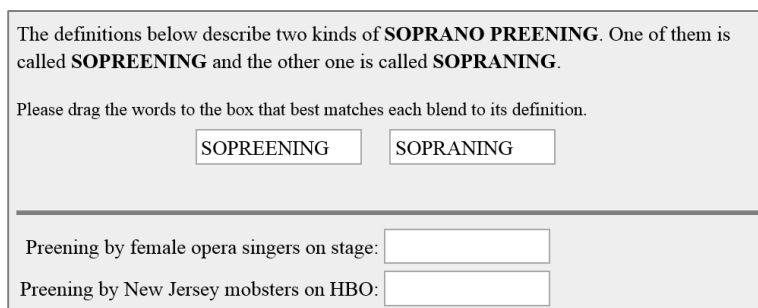 The definitions below describe two kinds of SOPRANO PREENING. One of them is
called SOPREENING and the other one is called SOPRANING.
Please drag the words to the box that best matches each blend to its definition.
SOPREENING SOPRANING
Preening by female opera singers on stage:
Preening by New Jersey mobsters on HBO: